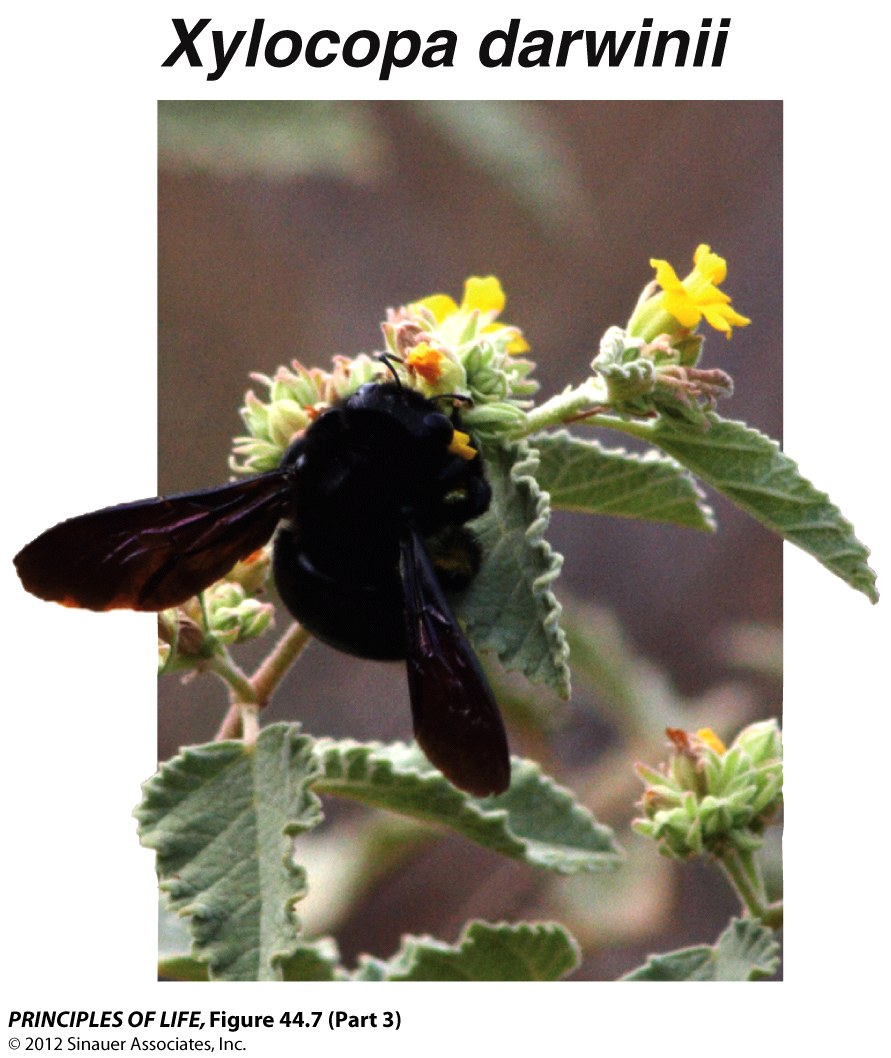 Xylocopa darwinii
PRINCIPLES OF LIFE, Figure 44.7 (Part 3)
© 2012 Sinauer Associates, Inc.